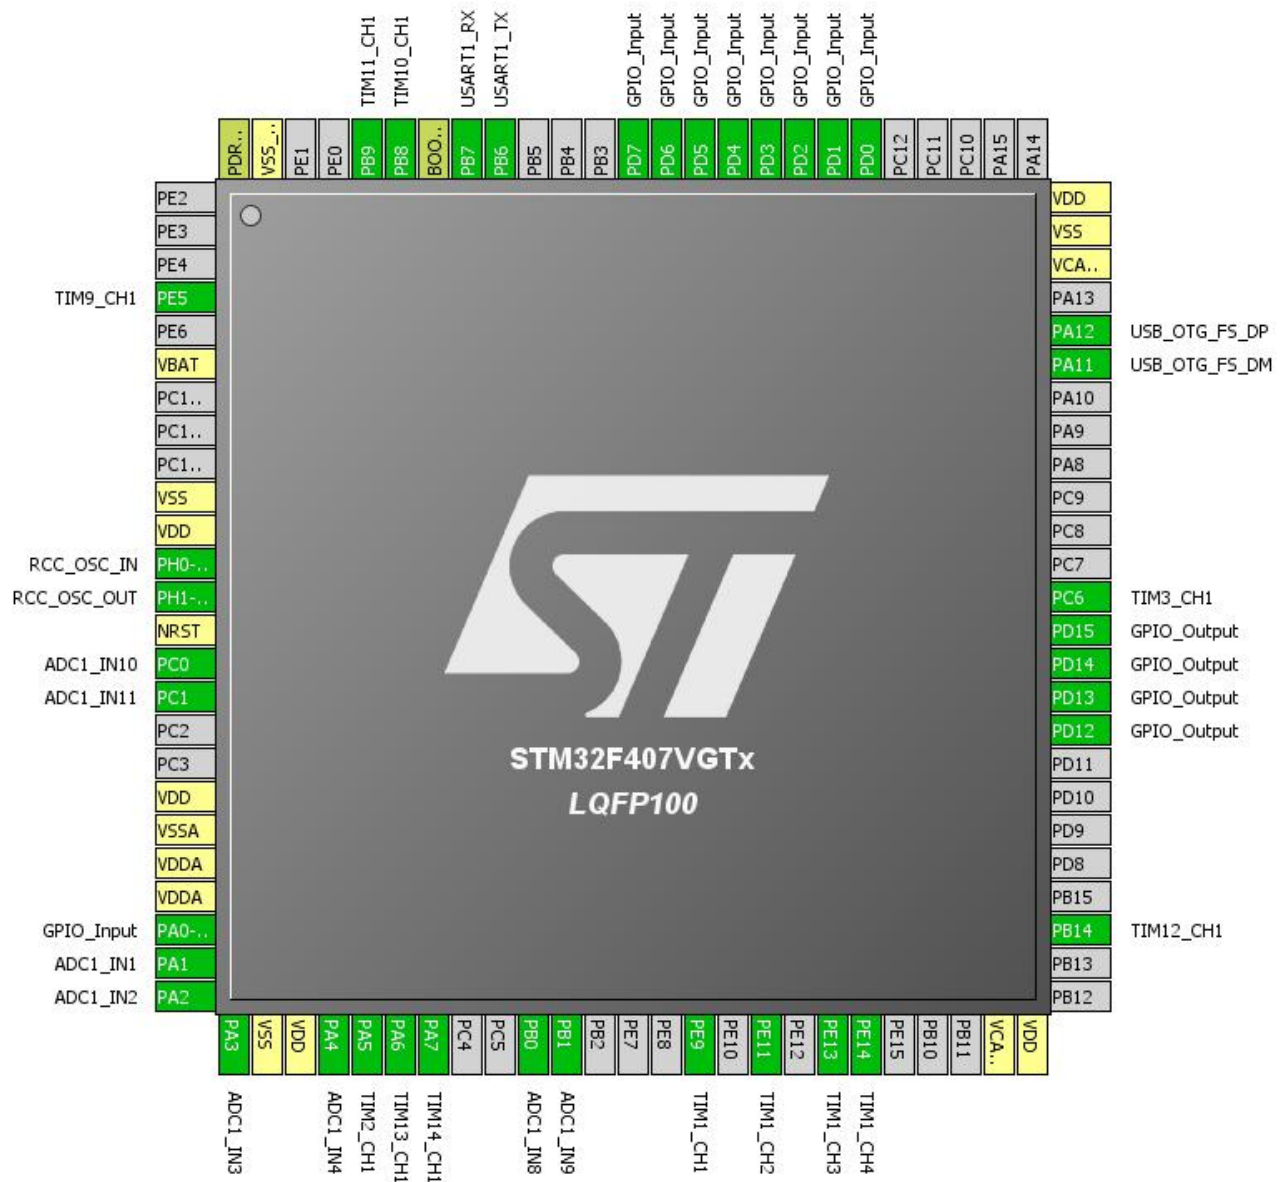 TIM11_CH1
TIM10_CH1
USART1_RX
USART1_TX
GPIO_Input
GPIO_Input
GPIO_Input
GPIO_Input
GPIO_Input
GPIO_Input
GPIO_Input
GPIO_Input
PDR..
VSS_..
PE1
PE0
PB9
PB8
BOO..
PB7
PB6
PB5
PB4
PB3
PD7
PD6
PD5
PD4
PD3
PD2
PD1
PD0
PC12
PC11
PC10
PA15
PA14
PE2
PE3
PE4
TIM9_CH1 PE5
PE6
VBAT
PC1..
PC1..
PC1..
VSS
VDD
RCC_OSC_IN PH0-..
RCC_OSC_OUT PH1-..
NRST
ADC1_IN10 PC0
ADC1_IN11 PC1
PC2
PC3
VDD
VSSA
VDDA
VDDA
GPIO_Input PA0-..
ADC1_IN1 PA1
ADC1_IN2 PA2
ST
STM32F407VGTx
LQFP100
VDD
VSS
VCA..
PA13
PA12 USB_OTG_FS_DP
PA11 USB_OTG_FS_DM
PA10
PA9
PA8
PC9
PC8
PC7
PC6 TIM3_CH1
PD15 GPIO_Output
PD14 GPIO_Output
PD13 GPIO_Output
PD12 GPIO_Output
PD11
PD10
PD9
PD8
PB15
PB14 TIM12_CH1
PB13
PB12
PA3
VSS
VDD
PA4
PA5
PA6
PA7
PC4
PC5
PB0
PB1
PB2
PE7
PE8
PE9
PE10
PE11
PE12
PE13
PE14
PE15
PB10
PB11
VCA..
VDD
ADC1_IN3
ADC1_IN4
TIM2_CH1
TIM13_CH1
TIM14_CH1
ADC1_IN8
ADC1_IN9
TIM1_CH1
TIM1_CH2
TIM1_CH3
TIM1_CH4